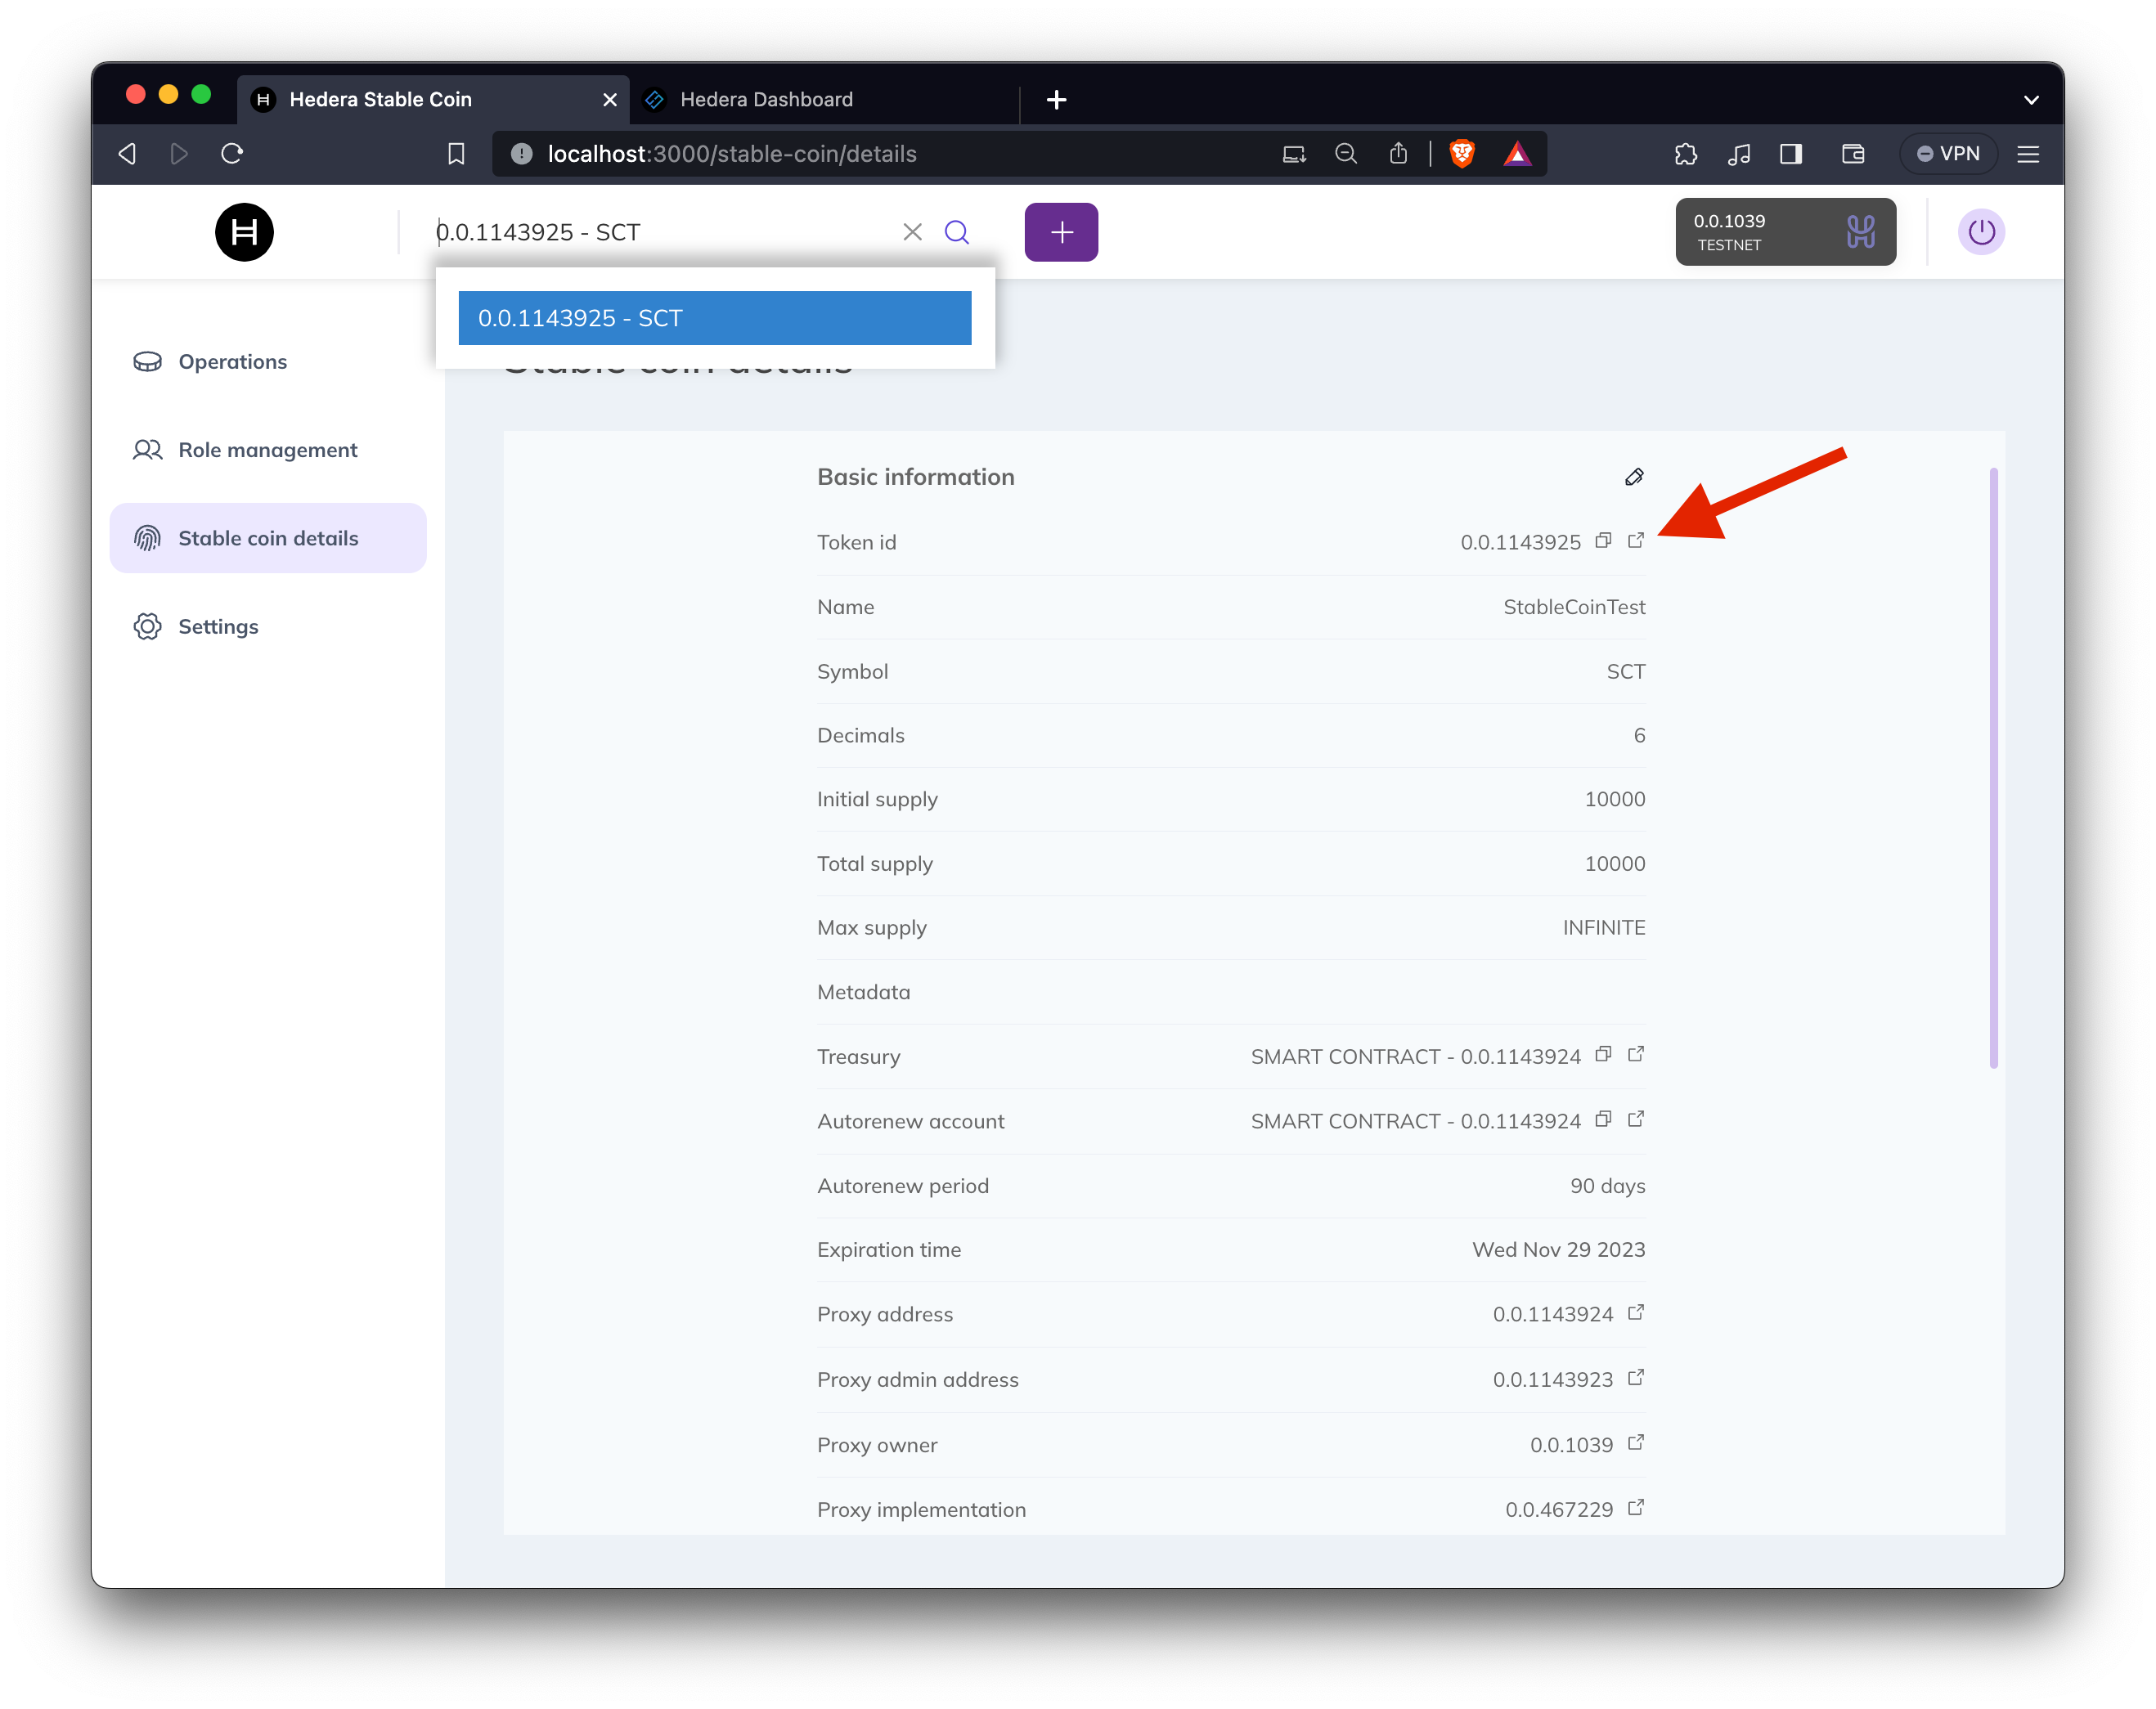 Hedera Stable Coin
Hedera Dashboard
localhost:3000/stable-coin/details
VPN
0.0.1143925 - SCT
0.0.1039
TESTNET
0.0.1143925 - SCT
Operations
Role management
Stable coin details
Settings
Stable coin details
Basic information
Token id 0.0.1143925
Name StableCoinTest
Symbol SCT
Decimals 6
Initial supply 10000
Total supply 10000
Max supply INFINITE
Metadata
Treasury SMART CONTRACT - 0.0.1143924
Autorenew account SMART CONTRACT - 0.0.1143924
Autorenew period 90 days
Expiration time Wed Nov 29 2023
Proxy address 0.0.1143924
Proxy admin address 0.0.1143923
Proxy owner 0.0.1039
Proxy implementation 0.0.467229